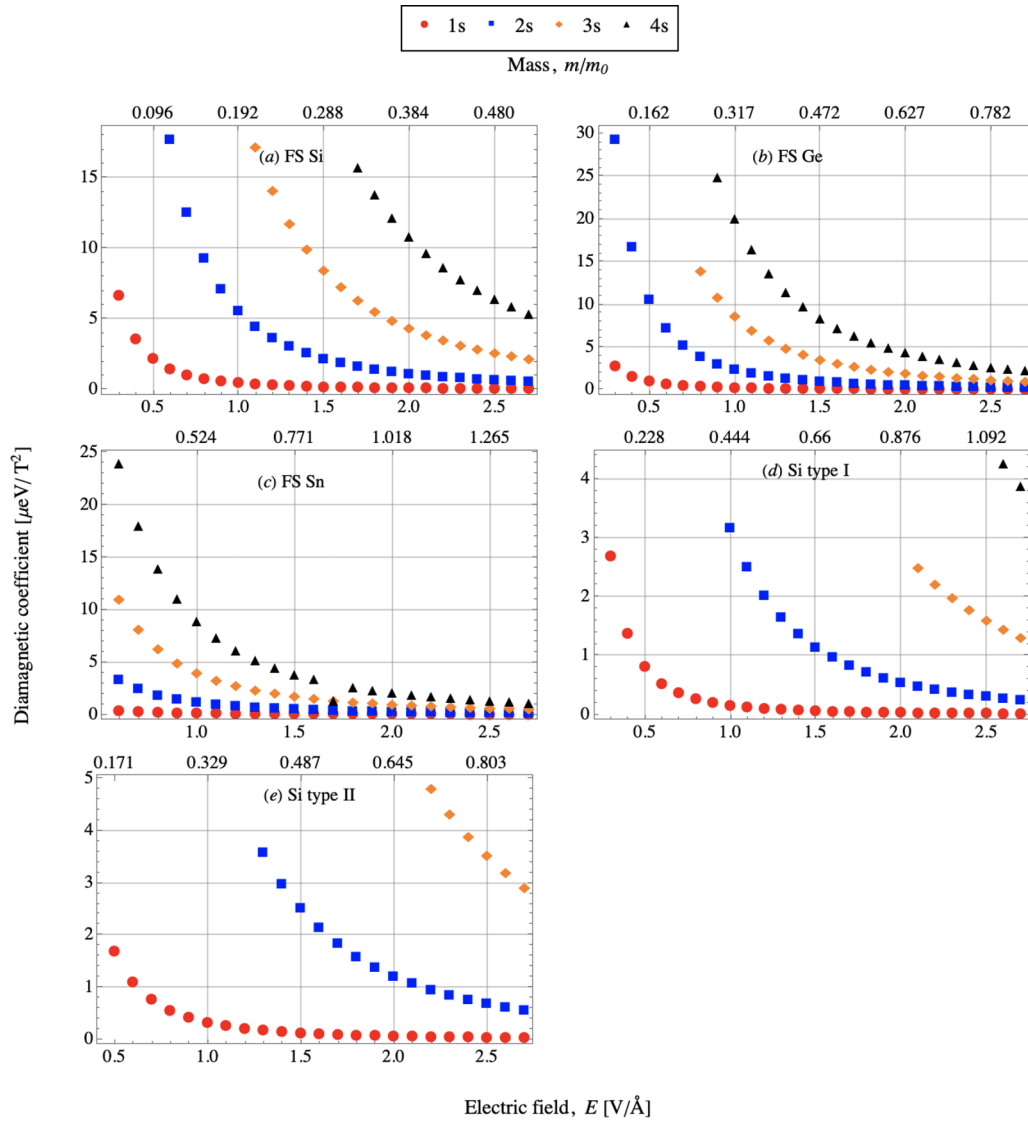 1s 2s 3s 4s
Mass, m/m0
0.096 0.192 0.288 0.384 0.480
0.162 0.317 0.472 0.627 0.782
(a) FS Si
(b) FS Ge
15
10
5
0
30
25
20
15
10
5
0
0.5 1.0 1.5 2.0 2.5
0.5 1.0 1.5 2.0 2.5
0.524 0.771 1.018 1.265
0.228 0.444 0.66 0.876 1.092
(c) FS Sn
(d) Si type I
25
20
15
10
5
0
4
3
2
1
0
1.0 1.5 2.0 2.5
0.5 1.0 1.5 2.0 2.5
Diamagnetic coefficient [μeV/T²]
0.171 0.329 0.487 0.645 0.803
(e) Si type II
5
4
3
2
1
0
0.5 1.0 1.5 2.0 2.5
Electric field, E [V/Å]